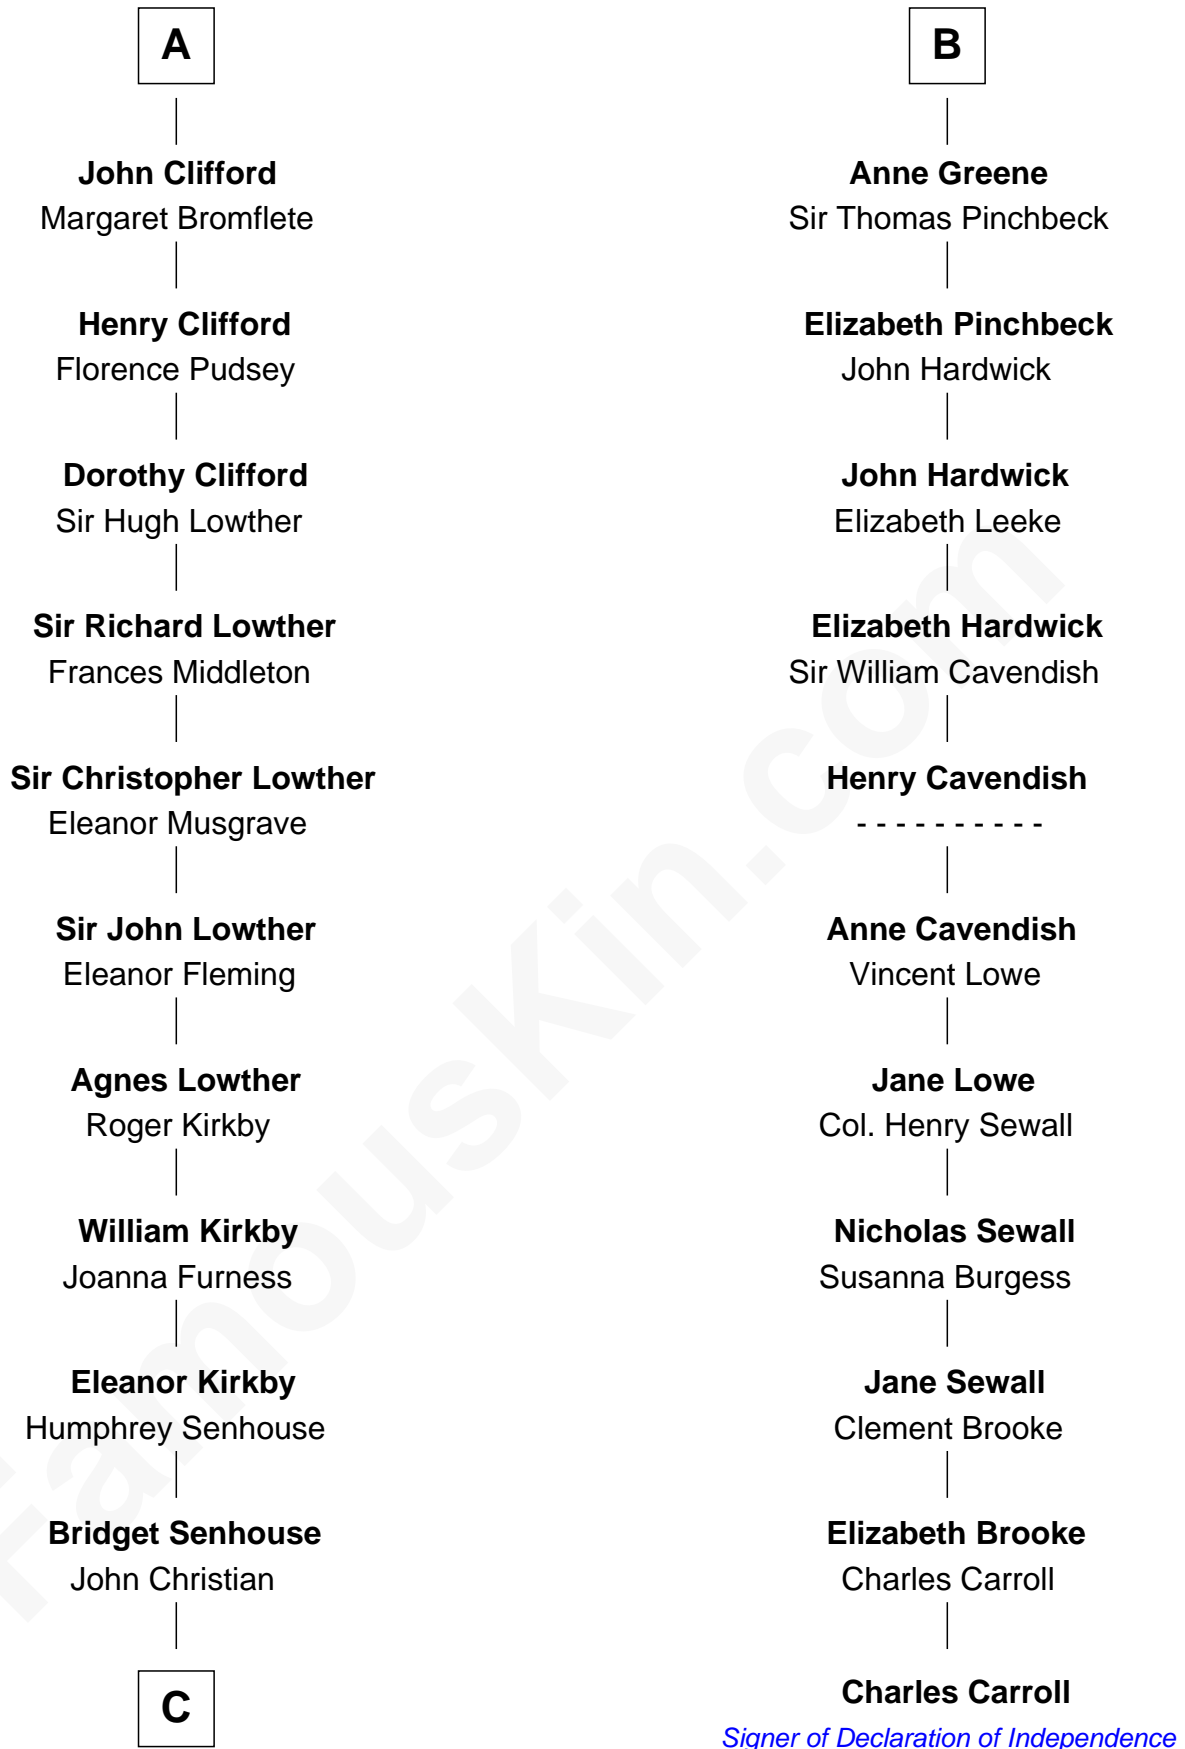 A
John Clifford
Margaret Bromflete
Henry Clifford
Florence Pudsey
Dorothy Clifford
Sir Hugh Lowther
Sir Richard Lowther
Frances Middleton
Sir Christopher Lowther
Eleanor Musgrave
Sir John Lowther
Eleanor Fleming
Agnes Lowther
Roger Kirkby
William Kirkby
Joanna Furness
Eleanor Kirkby
Humphrey Senhouse
Bridget Senhouse
John Christian
C
B
Anne Greene
Sir Thomas Pinchbeck
Elizabeth Pinchbeck
John Hardwick
John Hardwick
Elizabeth Leeke
Elizabeth Hardwick
Sir William Cavendish
Henry Cavendish
- - - - - - - - - -
Anne Cavendish
Vincent Lowe
Jane Lowe
Col. Henry Sewall
Nicholas Sewall
Susanna Burgess
Jane Sewall
Clement Brooke
Elizabeth Brooke
Charles Carroll
Charles Carroll
Signer of Declaration of Independence
FamousKin.com